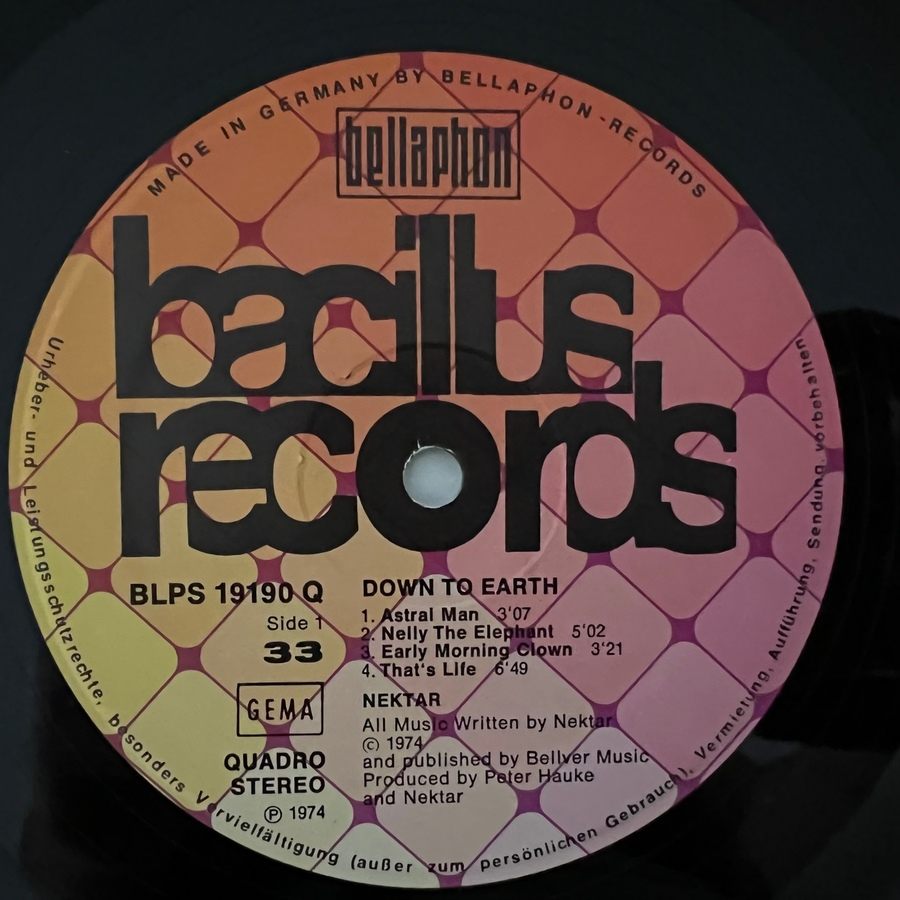 MADE IN GERMANY BY BELLAPHON-RECORDS
bellaphon
bacillus
records
BLPS 19190 Q
Side 1
33
GEMA
QUADRO
STEREO
℗ 1974
DOWN TO EARTH
1. Astral Man 3'07
2. Nelly The Elephant 5'02
3. Early Morning Clown 3'21
4. That's Life 6'49
NEKTAR
All Music Written by Nektar
© 1974
and published by Bellver Music
Produced by Peter Hauke
and Nektar
Urheber- und Leistungsschutzrechte, besonders Vervielfältigung (außer zum persönlichen Gebrauch), Vermietung, Aufführung, Sendung vorbehalten